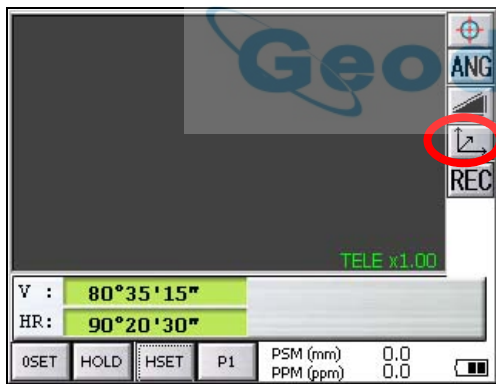 Geo
ANG
REC
TELE x1.00
V : 80°35'15"
HR: 90°20'30"
0SET HOLD HSET P1 PSM (mm) 0.0
PPM (ppm) 0.0